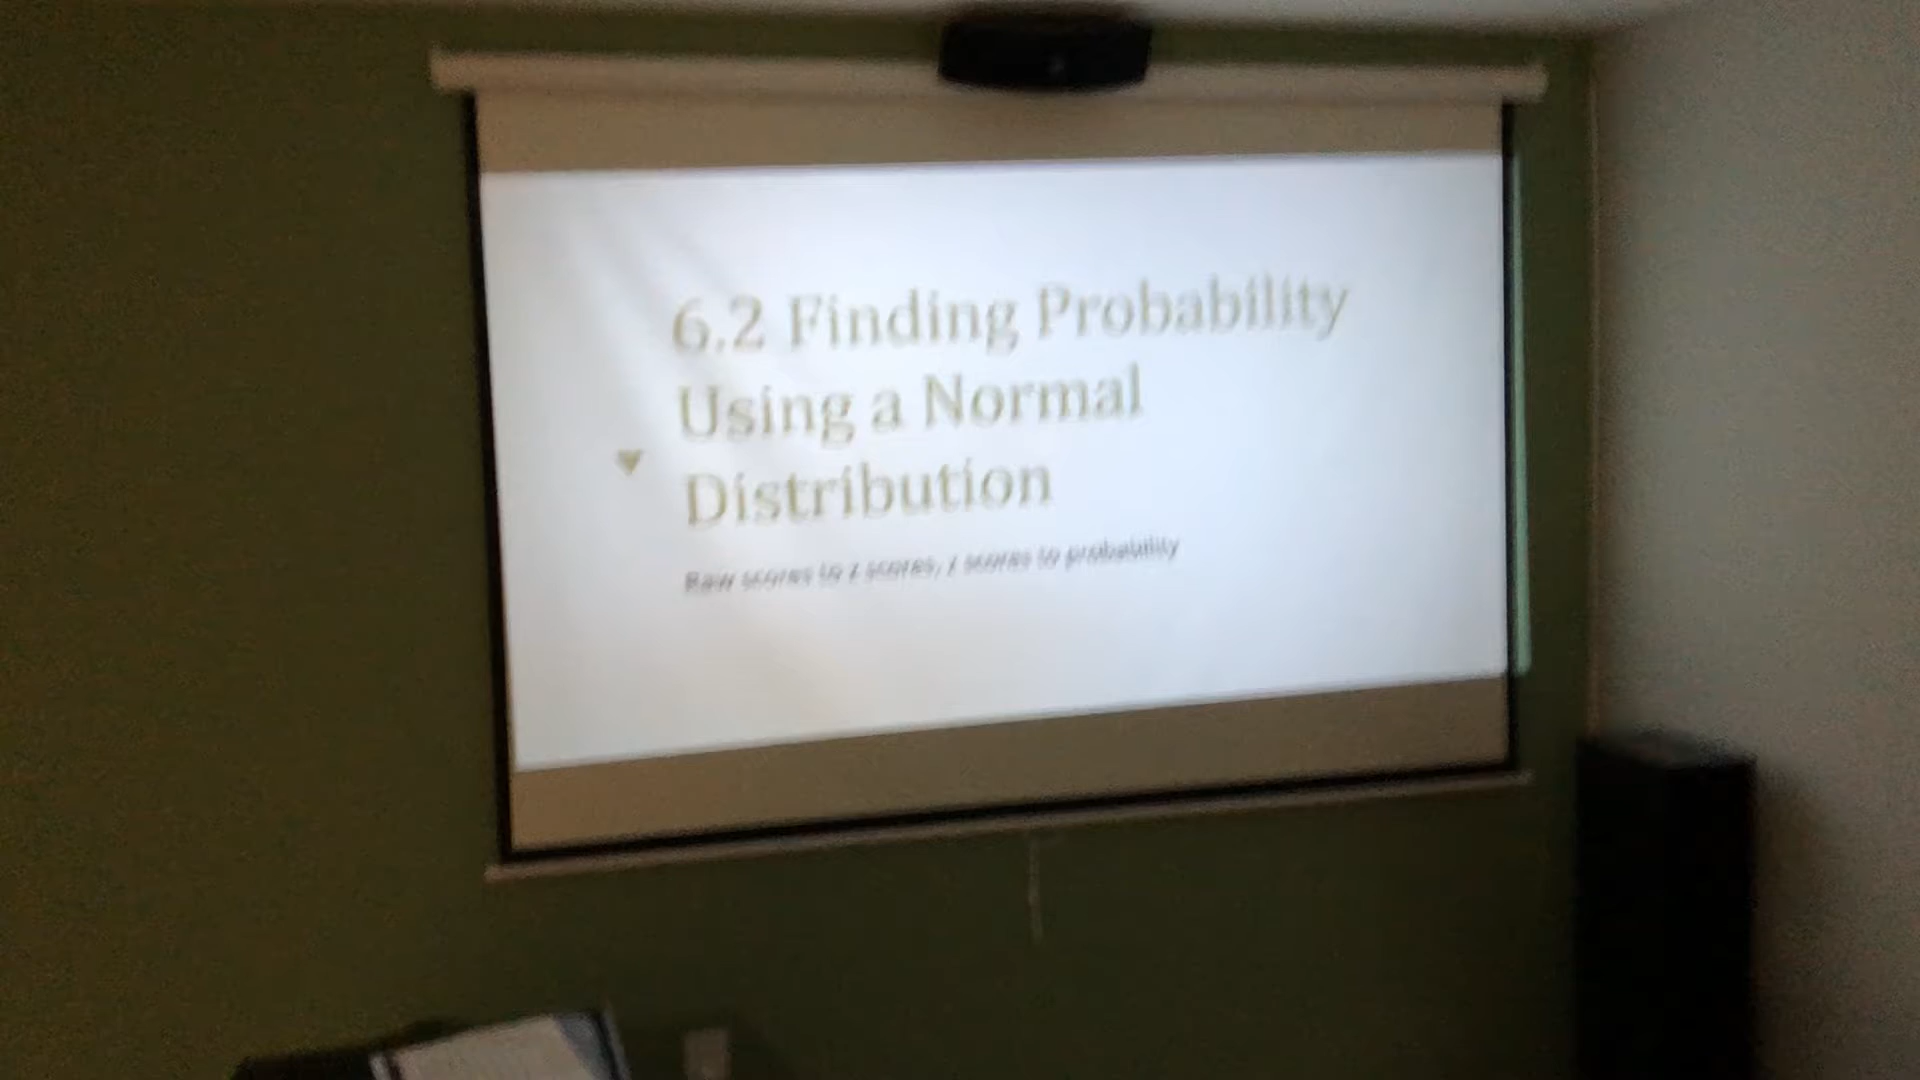 6.2 Finding Probability
Using a Normal
Distribution
Raw scores to z scores, z scores to probability